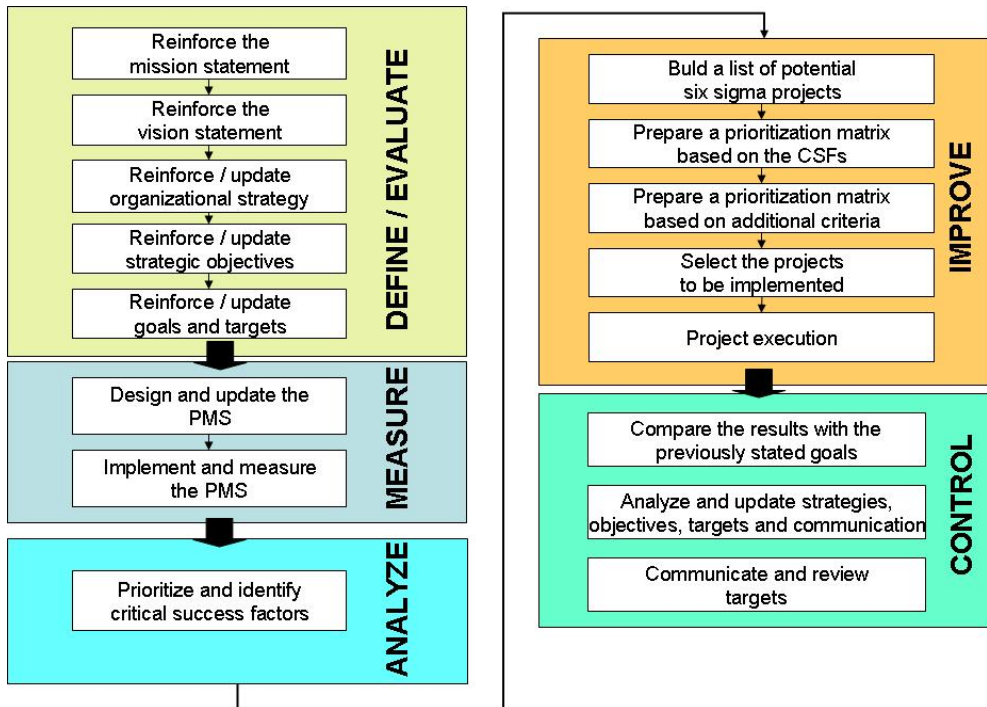 Reinforce the
mission statement
Reinforce the
vision statement
Reinforce / update
organizational strategy
Reinforce / update
strategic objectives
Reinforce / update
goals and targets
DEFINE / EVALUATE
Design and update the
PMS
Implement and measure
the PMS
MEASURE
Prioritize and identify
critical success factors
ANALYZE
Buld a list of potential
six sigma projects
Prepare a prioritization matrix
based on the CSFs
Prepare a prioritization matrix
based on additional criteria
Select the projects
to be implemented
Project execution
IMPROVE
Compare the results with the
previously stated goals
Analyze and update strategies,
objectives, targets and communication
Communicate and review
targets
CONTROL